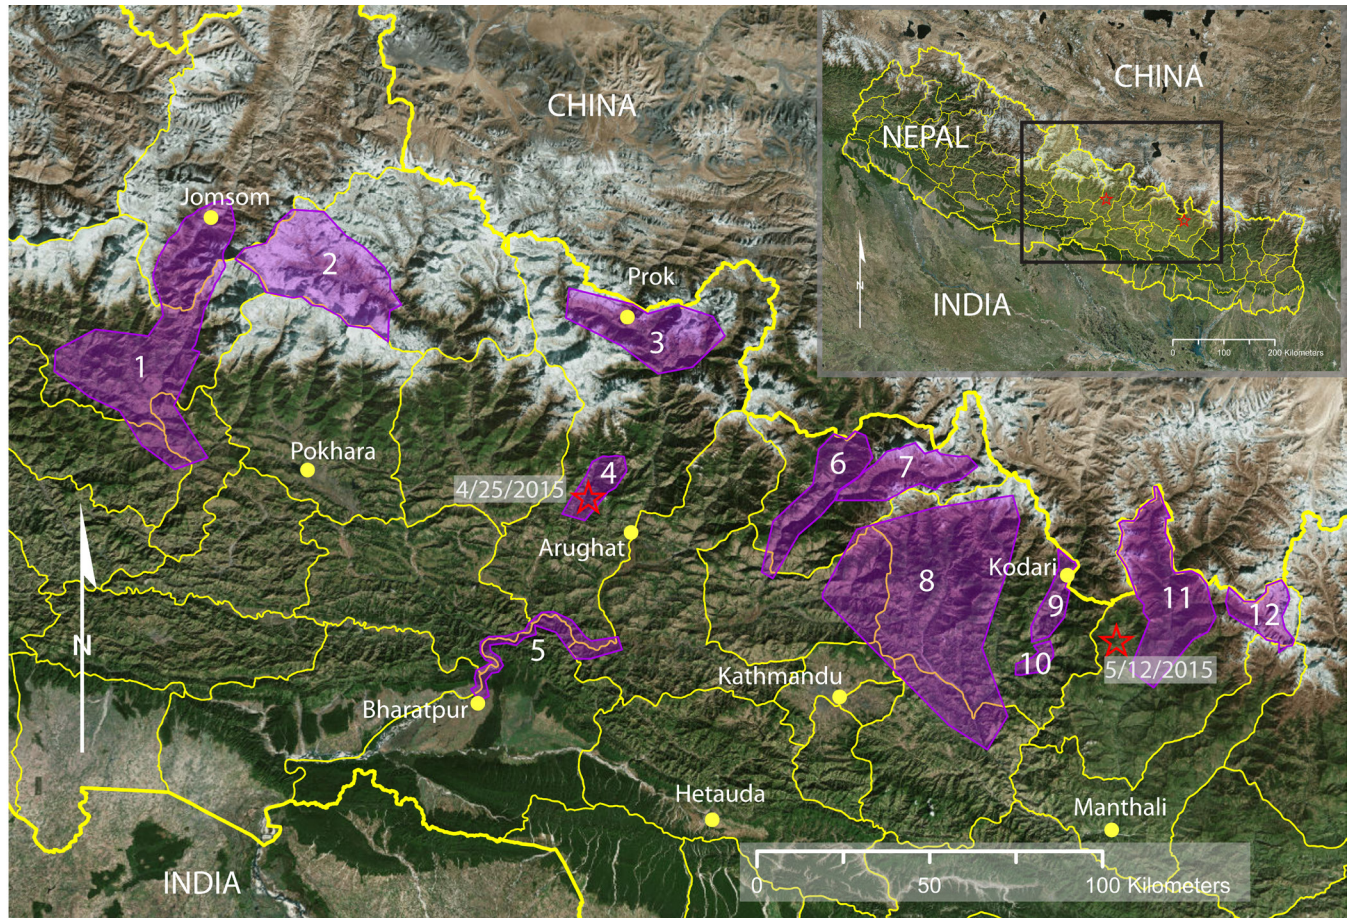 CHINA
CHINA
NEPAL
INDIA
N
0 100 200 Kilometers
Jomsom
2
Prok
3
1
Pokhara
4/25/2015
4
6
7
Arughat
8
Kodari
9
11
12
N
5
10
5/12/2015
Kathmandu
Bharatpur
Hetauda
Manthali
INDIA
0 50 100 Kilometers